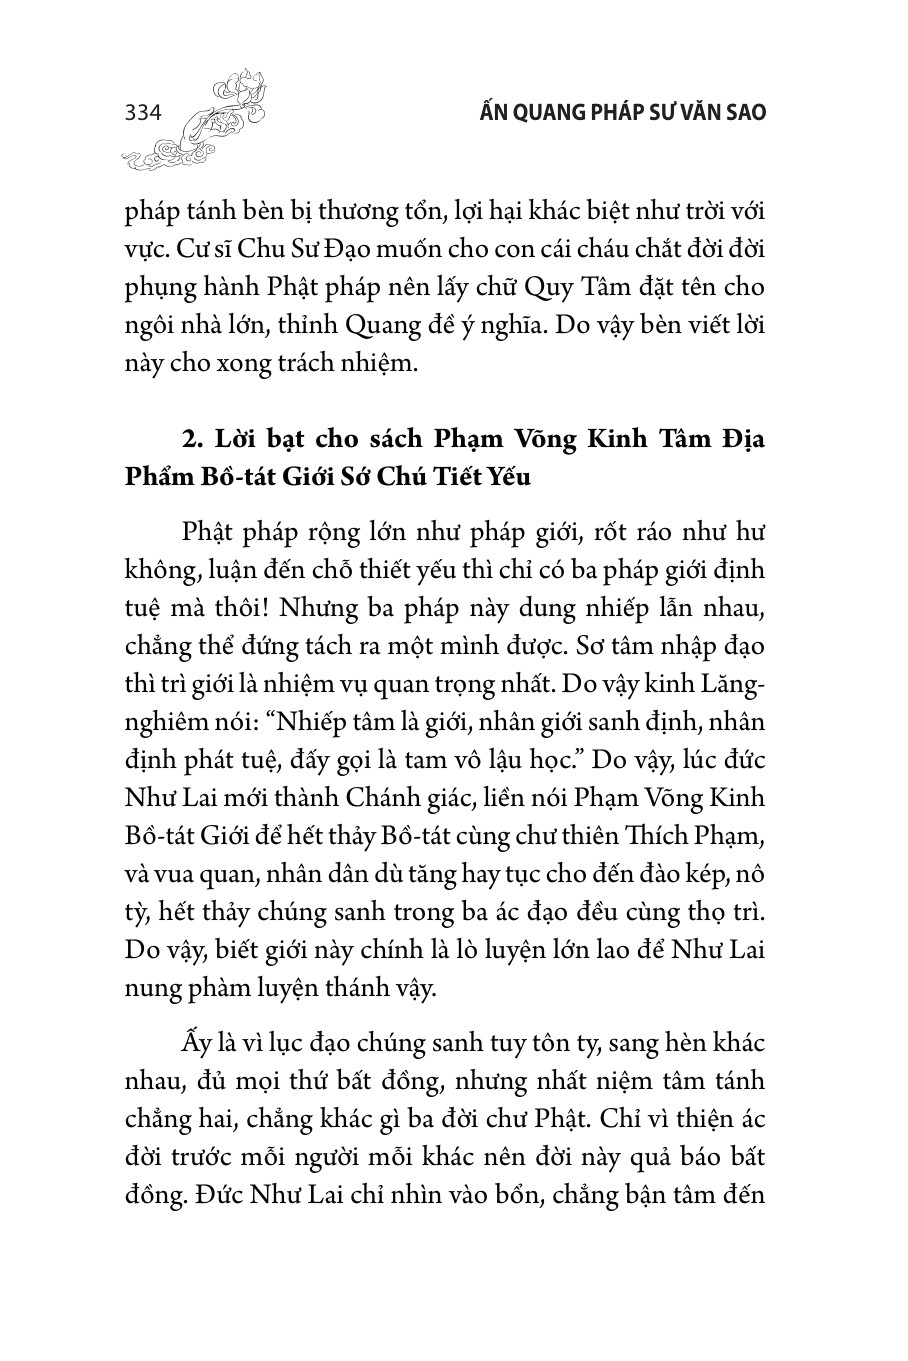 334
ẤN QUANG PHÁP SƯ VĂN SAO
pháp tánh bèn bị thương tổn, lợi hại khác biệt như trời với
vực. Cư sĩ Chu Sư Đạo muốn cho con cái cháu chắt đời đời
phụng hành Phật pháp nên lấy chữ Quy Tâm đặt tên cho
ngôi nhà lớn, thỉnh Quang đề ý nghĩa. Do vậy bèn viết lời
này cho xong trách nhiệm.
2. Lời bạt cho sách Phạm Võng Kinh Tâm Địa
Phẩm Bồ-tát Giới Sớ Chú Tiết Yếu
Phật pháp rộng lớn như pháp giới, rốt ráo như hư
không, luận đến chỗ thiết yếu thì chỉ có ba pháp giới định
tuệ mà thôi! Nhưng ba pháp này dung nhiếp lẫn nhau,
chẳng thể đứng tách ra một mình được. Sơ tâm nhập đạo
thì trì giới là nhiệm vụ quan trọng nhất. Do vậy kinh Lăng-
nghiêm nói: “Nhiếp tâm là giới, nhân giới sanh định, nhân
định phát tuệ, đấy gọi là tam vô lậu học.” Do vậy, lúc đức
Như Lai mới thành Chánh giác, liền nói Phạm Võng Kinh
Bồ-tát Giới để hết thảy Bồ-tát cùng chư thiên Thích Phạm,
và vua quan, nhân dân dù tăng hay tục cho đến đào kép, nô
tỳ, hết thảy chúng sanh trong ba ác đạo đều cùng thọ trì.
Do vậy, biết giới này chính là lò luyện lớn lao để Như Lai
nung phàm luyện thánh vậy.
Ấy là vì lục đạo chúng sanh tuy tôn ty, sang hèn khác
nhau, đủ mọi thứ bất đồng, nhưng nhất niệm tâm tánh
chẳng hai, chẳng khác gì ba đời chư Phật. Chỉ vì thiện ác
đời trước mỗi người mỗi khác nên đời này quả báo bất
đồng. Đức Như Lai chỉ nhìn vào bổn, chẳng bận tâm đến